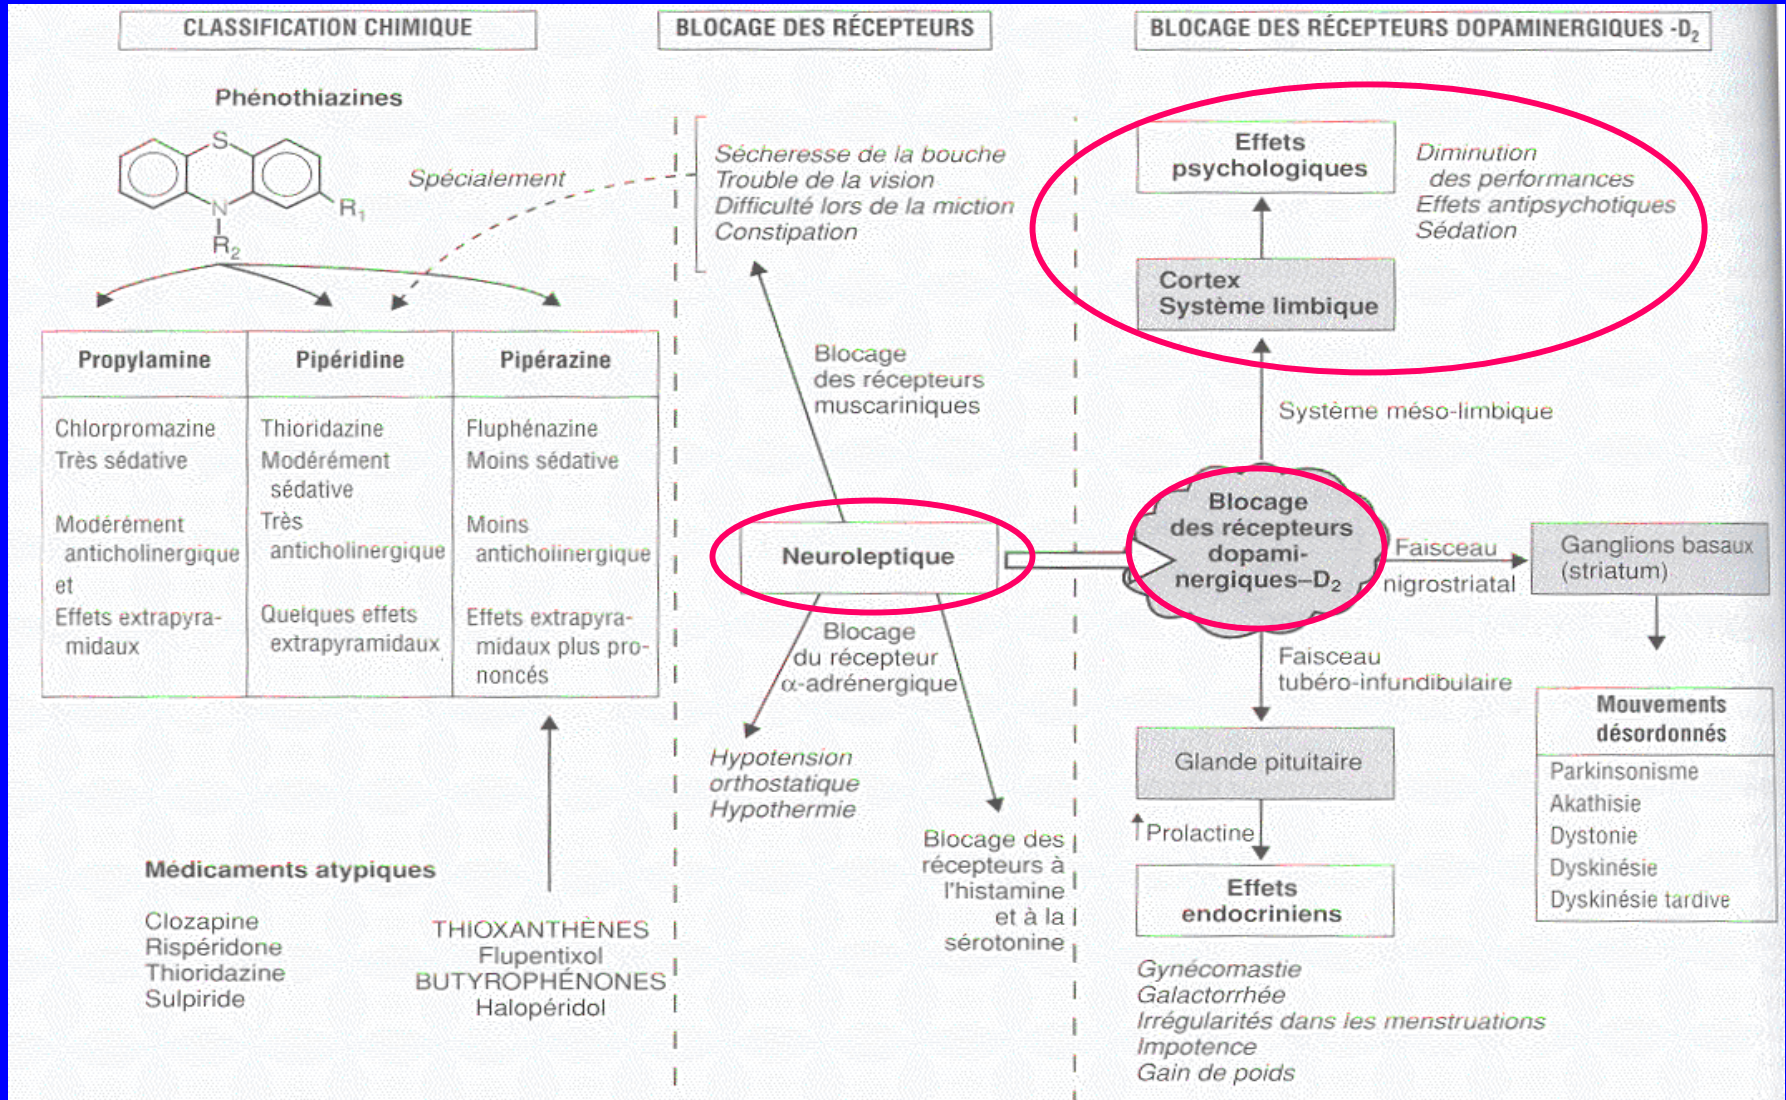 CLASSIFICATION CHIMIQUE
Phénothiazines
S
N
R₁
R₂
Spécialement
Propylamine
Pipéridine
Pipérazine
Chlorpromazine
Très sédative
Modérément
anticholinergique
et
Effets extrapyra-
midaux
Thioridazine
Modérément
sédative
Très
anticholinergique
Quelques effets
extrapyramidaux
Fluphénazine
Moins sédative
Moins
anticholinergique
Effets extrapyra-
midaux plus pro-
noncés
Médicaments atypiques
Clozapine
Rispéridone
Thioridazine
Sulpiride
THIOXANTHÈNES
Flupentixol
BUTYROPHÉNONES
Halopéridol
BLOCAGE DES RÉCEPTEURS
Sécheresse de la bouche
Trouble de la vision
Difficulté lors de la miction
Constipation
Blocage
des récepteurs
muscariniques
Neuroleptique
Blocage
du récepteur
α-adrénergique
Hypotension
orthostatique
Hypothermie
Blocage des
récepteurs à
l'histamine
et à la
sérotonine
BLOCAGE DES RÉCEPTEURS DOPAMINERGIQUES -D₂
Effets
psychologiques
Diminution
des performances
Effets antipsychotiques
Sédation
Cortex
Système limbique
Système méso-limbique
Blocage
des récepteurs
dopami-
nergiques–D₂
Faisceau
nigrostriatal
Ganglions basaux
(striatum)
Mouvements
désordonnés
Parkinsonisme
Akathisie
Dystonie
Dyskinésie
Dyskinésie tardive
Faisceau
tubéro-infundibulaire
Glande pituitaire
Prolactine
Effets
endocriniens
Gynécomastie
Galactorrhée
Irrégularités dans les menstruations
Impotence
Gain de poids